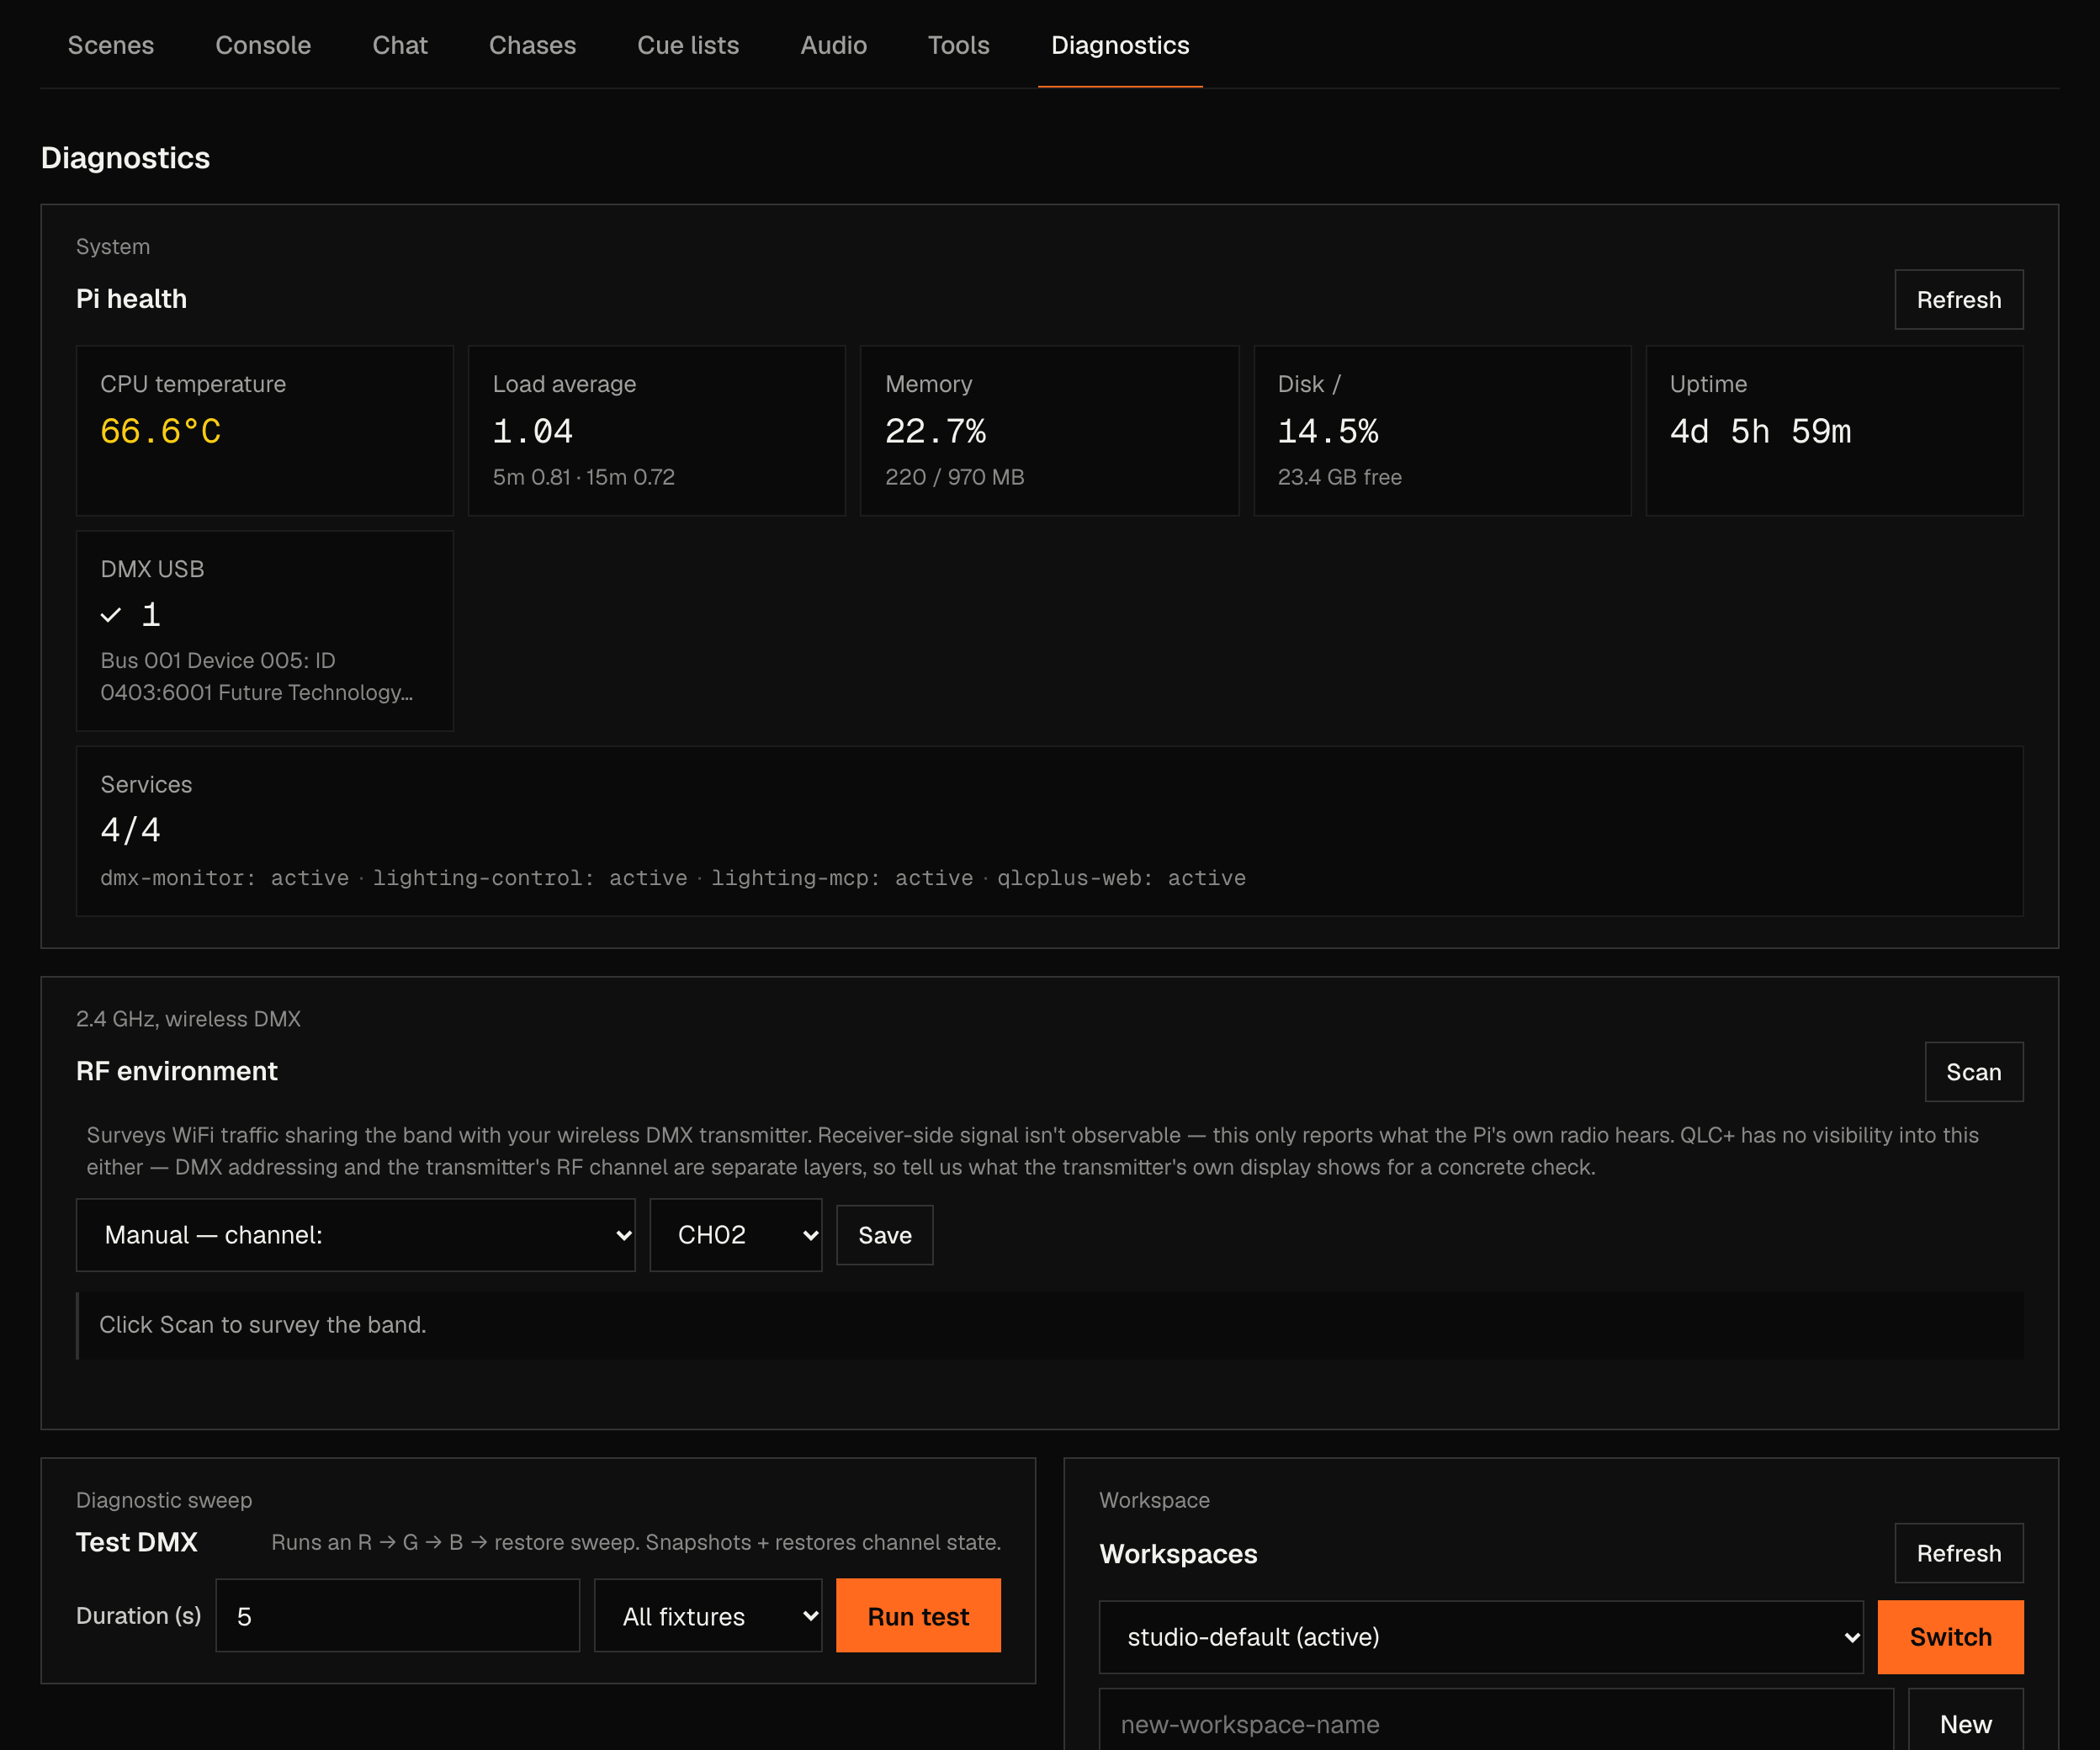 Scenes Console Chat Chases Cue lists Audio Tools Diagnostics
Diagnostics
System
Pi health
Refresh
CPU temperature
66.6°C
Load average
1.04
5m 0.81 · 15m 0.72
Memory
22.7%
220 / 970 MB
Disk /
14.5%
23.4 GB free
Uptime
4d 5h 59m
DMX USB
✓ 1
Bus 001 Device 005: ID
0403:6001 Future Technology...
Services
4/4
dmx-monitor: active · lighting-control: active · lighting-mcp: active · qlcplus-web: active
2.4 GHz, wireless DMX
RF environment
Scan
Surveys WiFi traffic sharing the band with your wireless DMX transmitter. Receiver-side signal isn't observable — this only reports what the Pi's own radio hears. QLC+ has no visibility into this
either — DMX addressing and the transmitter's RF channel are separate layers, so tell us what the transmitter's own display shows for a concrete check.
Manual — channel: CH02 Save
Click Scan to survey the band.
Diagnostic sweep
Test DMX Runs an R → G → B → restore sweep. Snapshots + restores channel state.
Duration (s) 5 All fixtures Run test
Workspace
Workspaces
Refresh
studio-default (active) Switch
new-workspace-name New